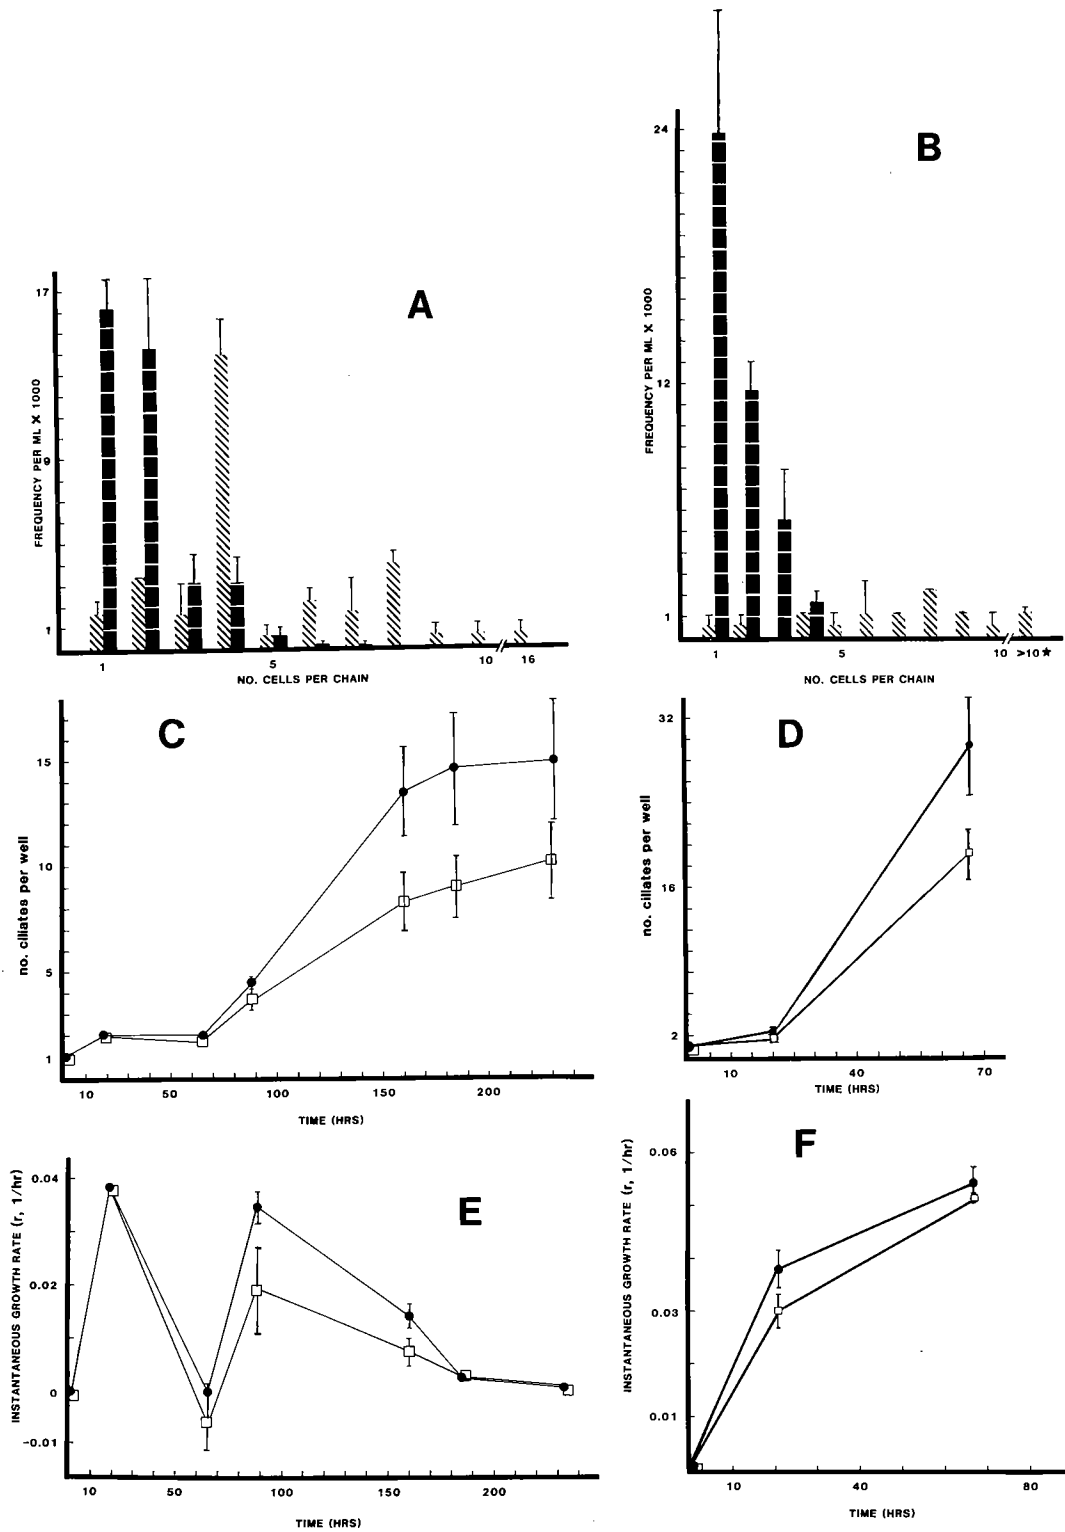 A
17
9
1
FREQUENCY PER ML X 1000
1 5 10 16
NO. CELLS PER CHAIN
B
24
12
1
FREQUENCY PER ML X 1000
1 5 10 >10★
NO. CELLS PER CHAIN
C
15
10
5
1
no. ciliates per well
10 50 100 150 200
TIME (HRS)
D
32
16
2
no. ciliates per well
10 40 70
TIME (HRS)
E
0.04
0.02
0
-0.01
INSTANTANEOUS GROWTH RATE (r, 1/hr)
10 50 100 150 200
TIME (HRS)
F
0.06
0.03
0.01
INSTANTANEOUS GROWTH RATE (r, 1/hr)
10 40 80
TIME (HRS)